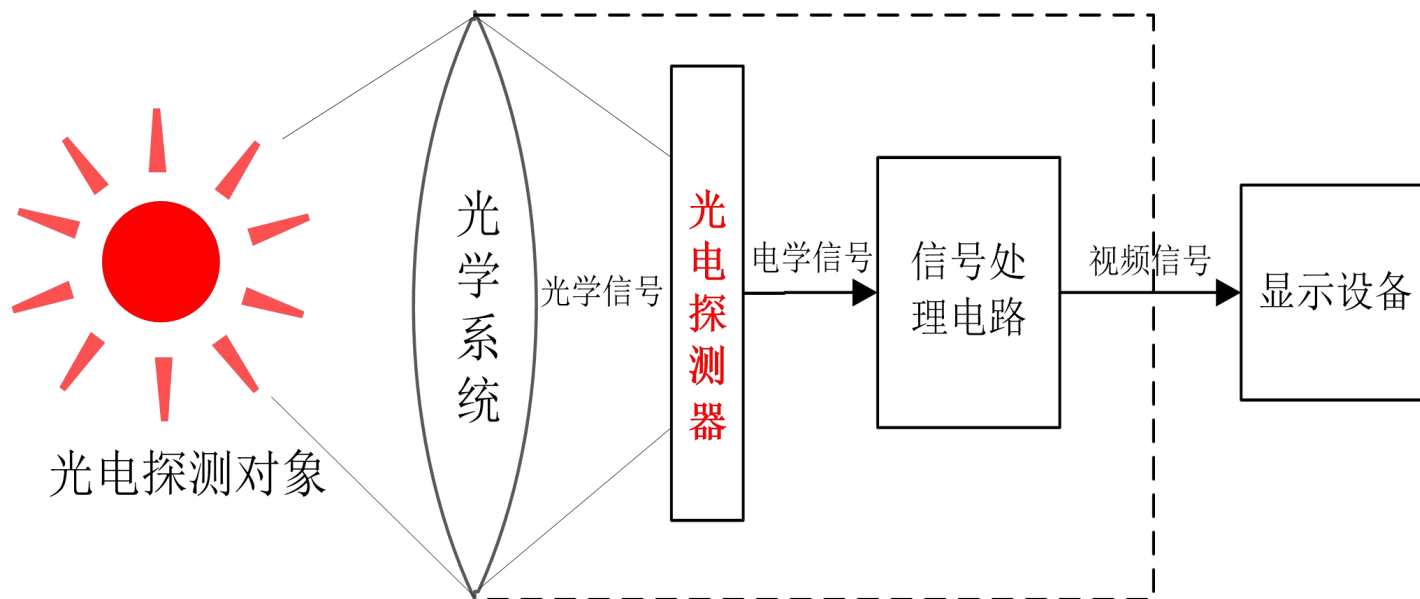 光电探测对象
光学系统
光学信号
光电探测器
电学信号
信号处
理电路
视频信号
显示设备